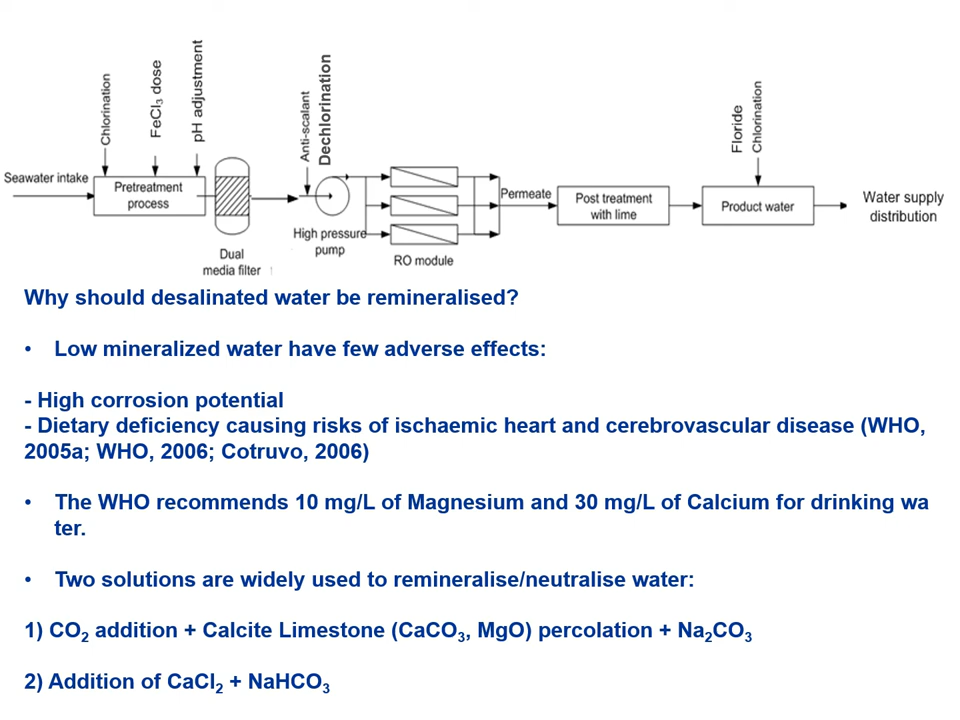 Chlorination
FeCl3 dose
pH adjustment
Anti-scalant
Dechlorination
Floride
Chlorination
Seawater intake
Pretreatment
process
Dual
media filter
High pressure
pump
RO module
Permeate
Post treatment
with lime
Product water
Water supply
distribution
Why should desalinated water be remineralised?
• Low mineralized water have few adverse effects:
- High corrosion potential
- Dietary deficiency causing risks of ischaemic heart and cerebrovascular disease (WHO,
2005a; WHO, 2006; Cotruvo, 2006)
• The WHO recommends 10 mg/L of Magnesium and 30 mg/L of Calcium for drinking wa
ter.
• Two solutions are widely used to remineralise/neutralise water:
1) CO2 addition + Calcite Limestone (CaCO3, MgO) percolation + Na2CO3
2) Addition of CaCl2 + NaHCO3